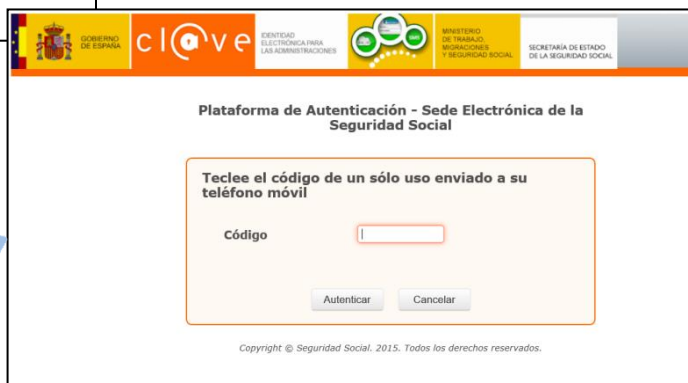 GOBIERNO
DE ESPAÑA
cl@ve
IDENTIDAD
ELECTRÓNICA PARA
LAS ADMINISTRACIONES
MINISTERIO
DE TRABAJO,
MIGRACIONES
Y SEGURIDAD SOCIAL
SECRETARÍA DE ESTADO
DE LA SEGURIDAD SOCIAL
Plataforma de Autenticación - Sede Electrónica de la
Seguridad Social
Teclee el código de un sólo uso enviado a su
teléfono móvil
Código
Autenticar Cancelar
Copyright © Seguridad Social. 2015. Todos los derechos reservados.